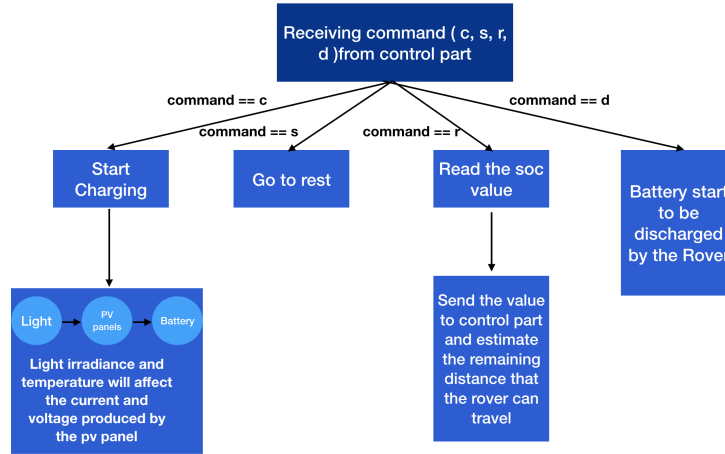 Receiving command ( c, s, r,
d )from control part
command == c
command == s
command == r
command == d
Start
Charging
Go to rest
Read the soc
value
Battery start
to be
discharged
by the Rover
Light
PV
panels
Battery
Light irradiance and
temperature will affect
the current and
voltage produced by
the pv panel
Send the value
to control part
and estimate
the remaining
distance that
the rover can
travel